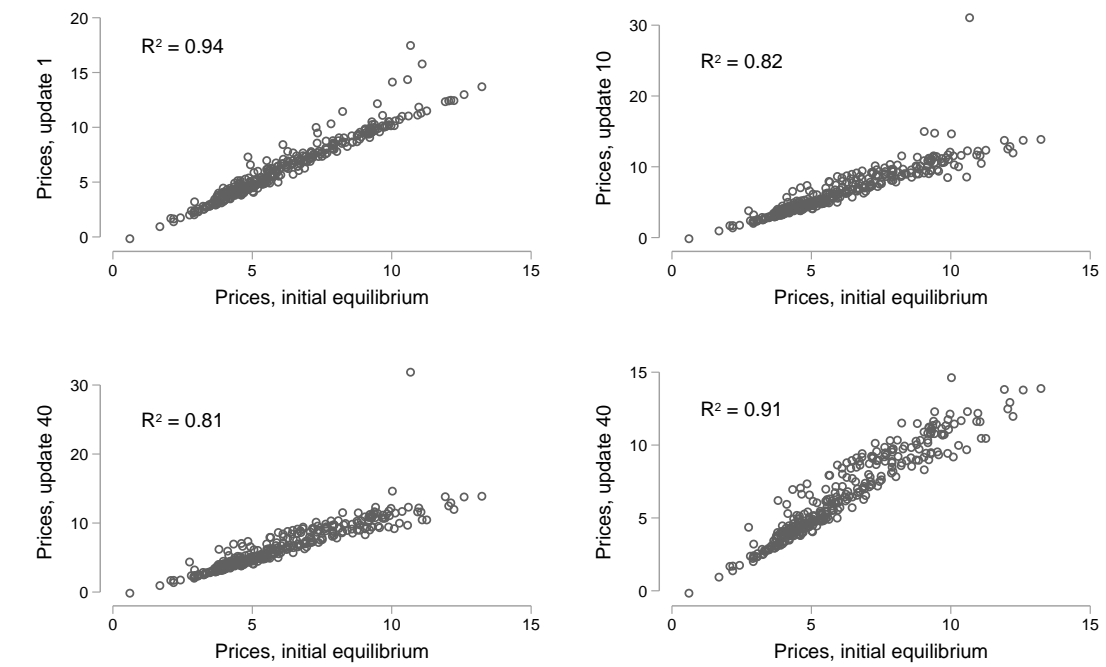 20
15
10
5
0
Prices, update 1
R² = 0.94
0 5 10 15
Prices, initial equilibrium
30
20
10
0
Prices, update 10
R² = 0.82
0 5 10 15
Prices, initial equilibrium
30
20
10
0
Prices, update 40
R² = 0.81
0 5 10 15
Prices, initial equilibrium
15
10
5
0
Prices, update 40
R² = 0.91
0 5 10 15
Prices, initial equilibrium